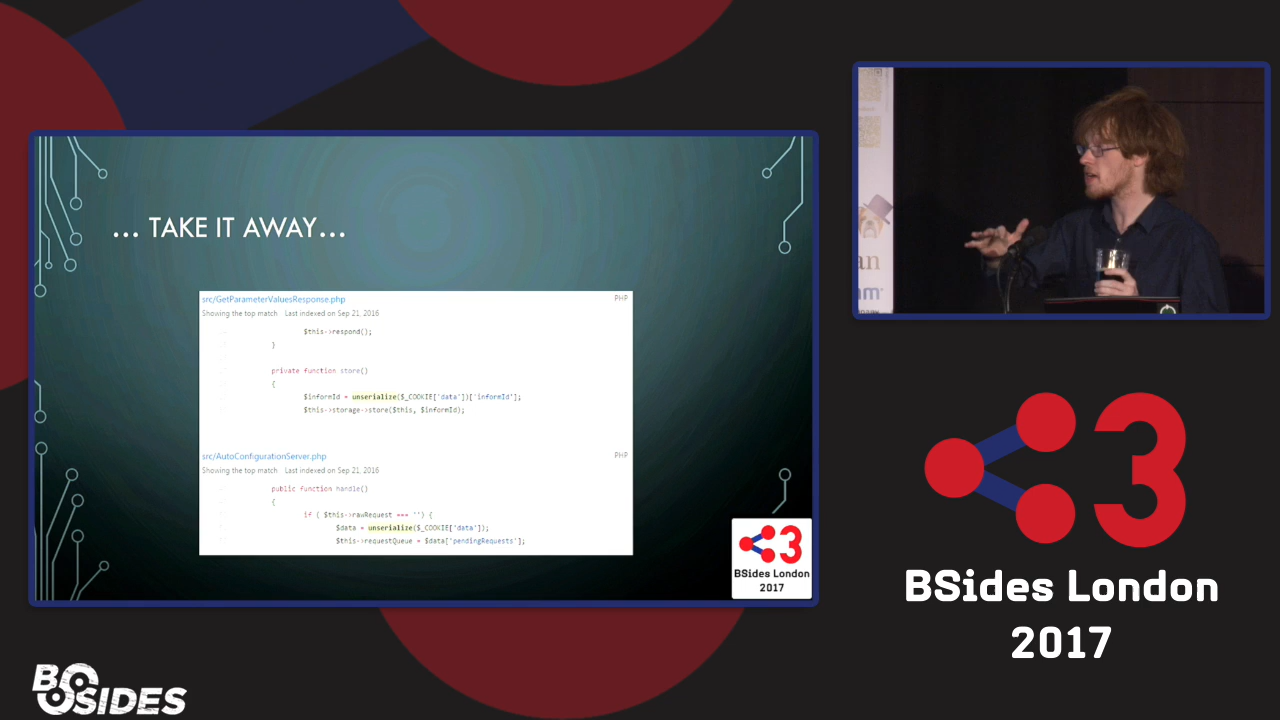 ... TAKE IT AWAY...
src/GetParameterValuesResponse.php
PHP
Showing the top match Last indexed on Sep 21, 2016
$this->respond();
}
private function store()
{
$informId = unserialize($_COOKIE['data'])['informId'];
$this->storage->store($this, $informId);
src/AutoConfigurationServer.php
PHP
Showing the top match Last indexed on Sep 21, 2016
public function handle()
{
if ( $this->rawRequest === '') {
$data = unserialize($_COOKIE['data']);
$this->requestQueue = $data['pendingRequests'];
3
BSides London
2017
an
3
BSides London
2017
BSIDES